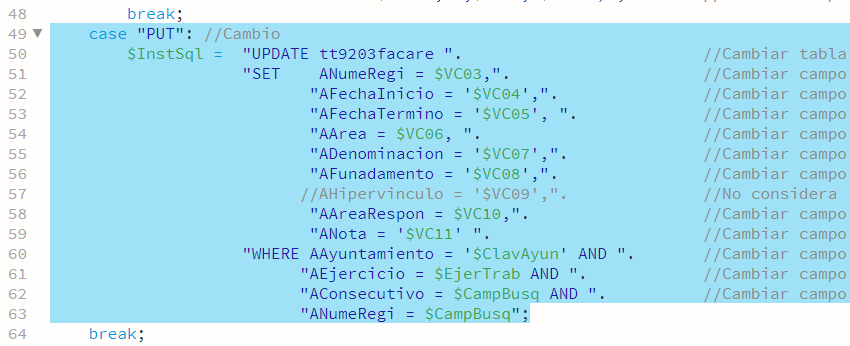 48 break;
49 case "PUT": //Cambio
50 $InstSql = "UPDATE tt9203facare ". //Cambiar tabla
51 "SET ANumeRegi = $VC03,". //Cambiar campo
52 "AFechaInicio = '$VC04',". //Cambiar campo
53 "AFechaTermino = '$VC05', ". //Cambiar campo
54 "AArea = $VC06, ". //Cambiar campo
55 "ADenominacion = '$VC07',". //Cambiar campo
56 "AFunadamento = '$VC08',". //Cambiar campo
57 //AHipervinculo = '$VC09',". //No considera
58 "AAreaRespon = $VC10,". //Cambiar campo
59 "ANota = '$VC11' ". //Cambiar campo
60 "WHERE AAyuntamiento = '$ClavAyun' AND ". //Cambiar campo
61 "AEjercicio = $EjerTrab AND ". //Cambiar campo
62 "AConsecutivo = $CampBusq AND ". //Cambiar campo
63 "ANumeRegi = $CampBusq";
64 break;